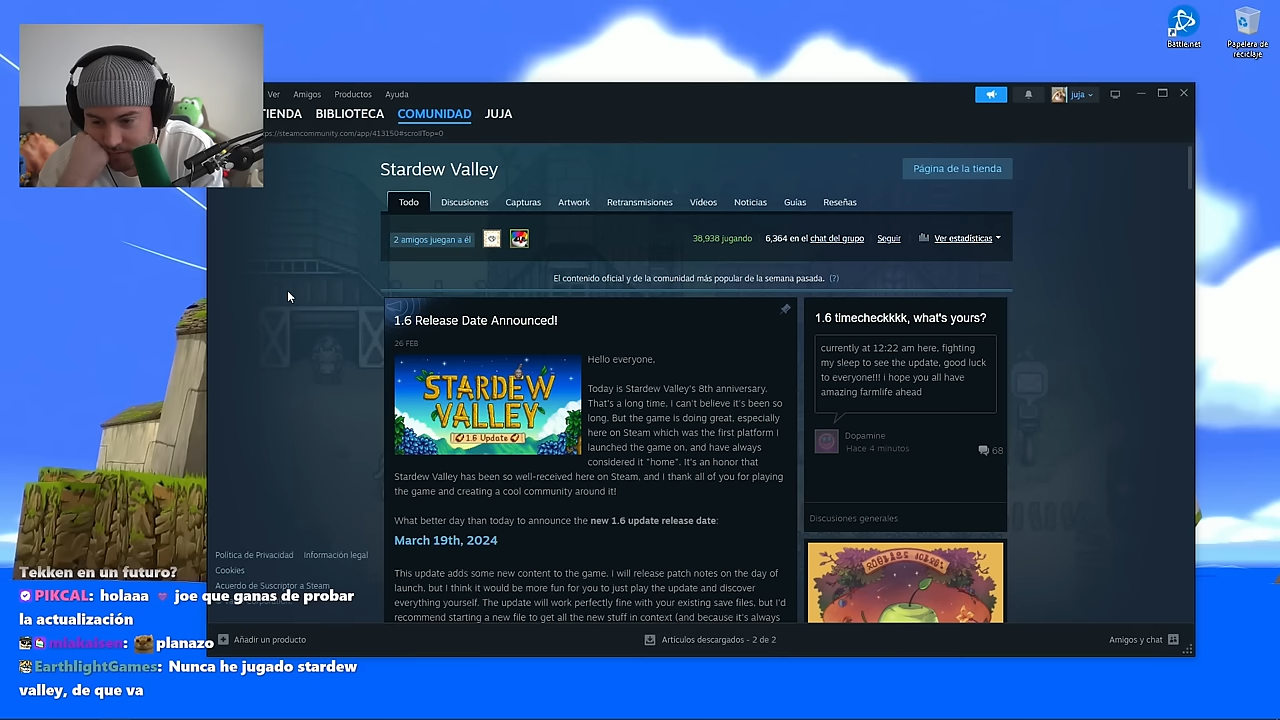 Battle.net
Papelera de
reciclaje
Ver Amigos Productos Ayuda
juja
TIENDA BIBLIOTECA COMUNIDAD JUJA
ps://steamcommunity.com/app/413150#scrollTop=0
Stardew Valley
Página de la tienda
Todo Discusiones Capturas Artwork Retransmisiones Vídeos Noticias Guías Reseñas
2 amigos juegan a él
38,938 jugando 6,364 en el chat del grupo Seguir Ver estadísticas
El contenido oficial y de la comunidad más popular de la semana pasada. (?)
1.6 Release Date Announced!
26 FEB
STARDEW
VALLEY
1.6 Update
Hello everyone,
Today is Stardew Valley's 8th anniversary.
That's a long time, I can't believe it's been so
long. But the game is doing great, especially
here on Steam which was the first platform I
launched the game on, and have always
considered it "home". It's an honor that
Stardew Valley has been so well-received here on Steam, and I thank all of you for playing
the game and creating a cool community around it!
What better day than today to announce the new 1.6 update release date:
March 19th, 2024
This update adds some new content to the game. I will release patch notes on the day of
launch, but I think it would be more fun for you to just play the update and discover
everything yourself. The update will work perfectly fine with your existing save files, but I'd
recommend starting a new file to get all the new stuff in context (and because it's always
1.6 timecheckkkk, what's yours?
currently at 12:22 am here, fighting
my sleep to see the update, good luck
to everyone!!! i hope you all have
amazing farmlife ahead
Dopamine
Hace 4 minutos
68
Discusiones generales
Política de Privacidad Información legal
Cookies
Acuerdo de Suscriptor a Steam
Añadir un producto
Artículos descargados - 2 de 2
Amigos y chat
Tekken en un futuro?
PIKCAL: holaaa joe que ganas de probar
la actualización
planazo
EarthlightGames: Nunca he jugado stardew
valley, de que va